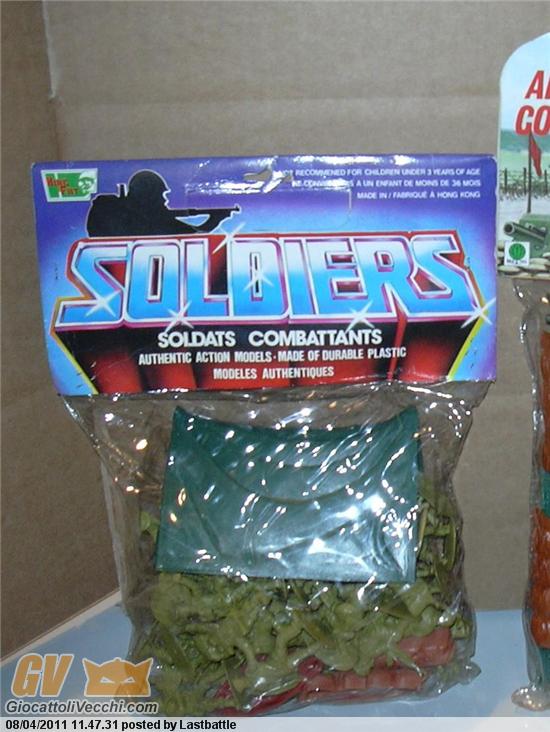 RECOMMENDED FOR CHILDREN UNDER 3 YEARS OF AGE
A UN ENFANT DE MOINS DE 36 MOIS
MADE IN / FABRIQUÉ À HONG KONG
SOLDIERS
SOLDATS COMBATTANTS
AUTHENTIC ACTION MODELS · MADE OF DURABLE PLASTIC
MODELES AUTHENTIQUES
GV
GiocattoliVecchi.com
08/04/2011 11.47.31 posted by Lastbattle